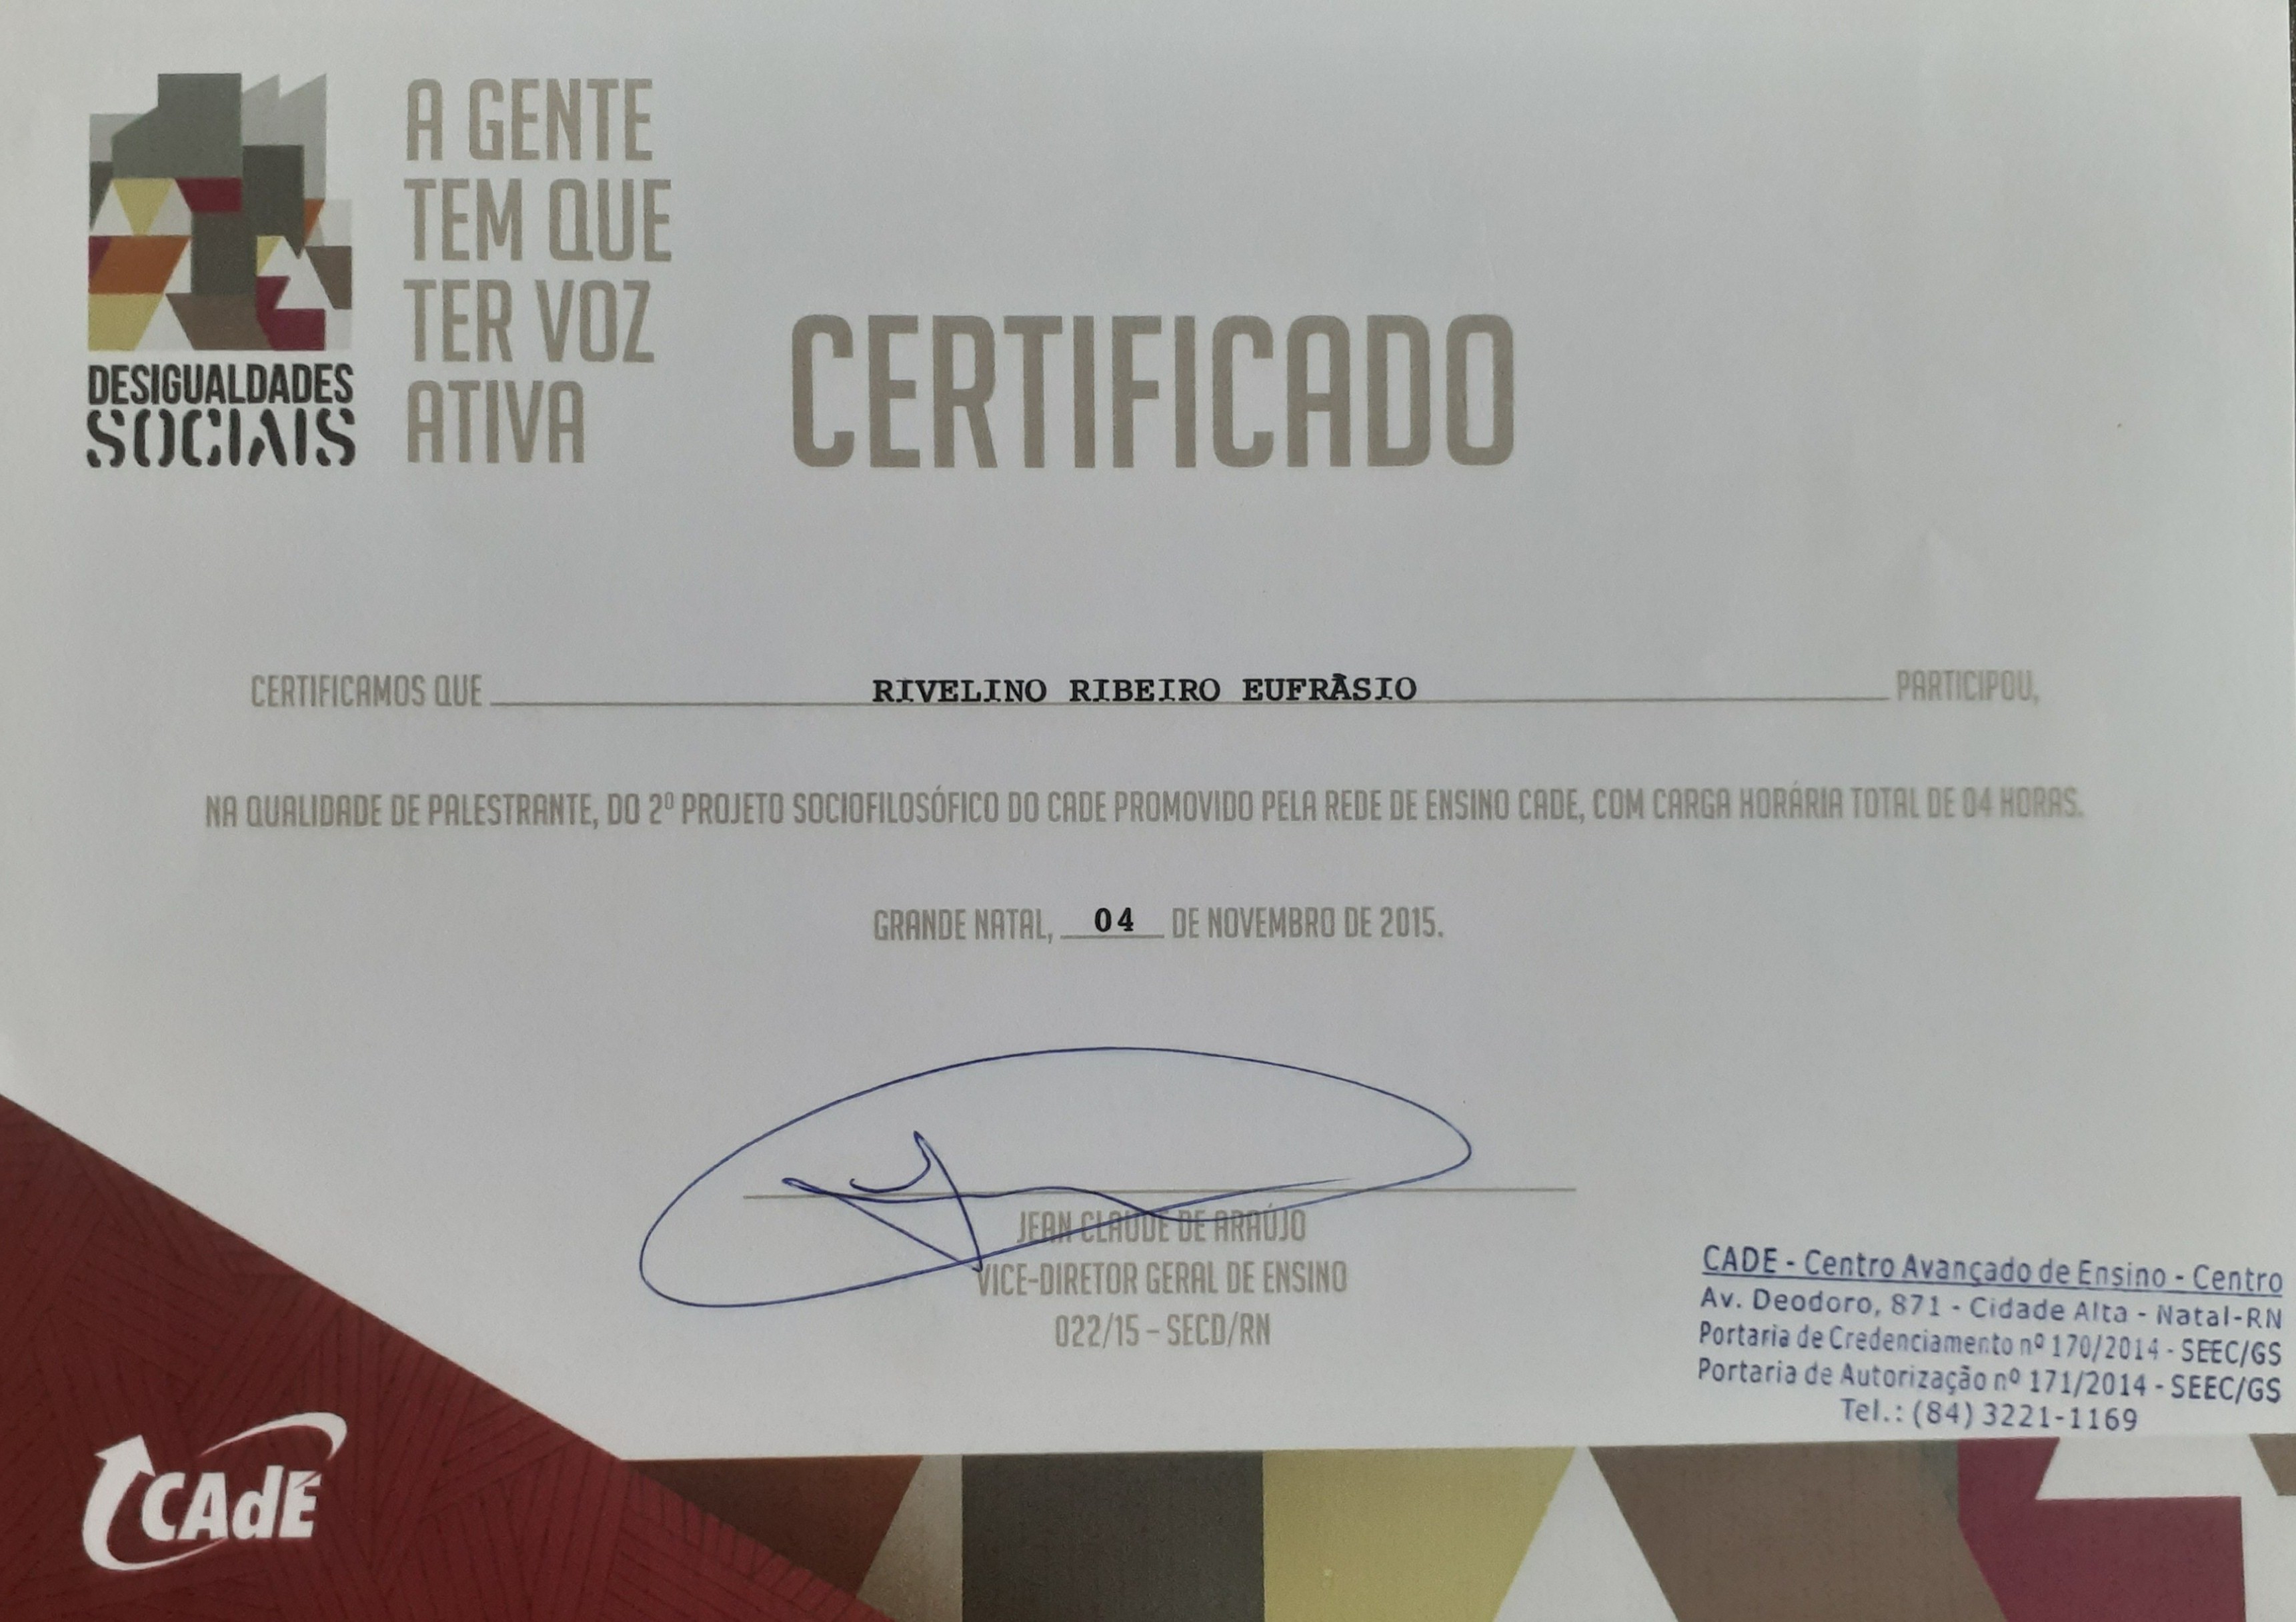 A GENTE
TEM QUE
TER VOZ
ATIVA
DESIGUALDADES
SOCIAIS
CERTIFICADO
CERTIFICAMOS QUE RIVELINO RIBEIRO EUFRÁSIO PARTICIPOU,
NA QUALIDADE DE PALESTRANTE, DO 2º PROJETO SOCIOFILOSÓFICO DO CADE PROMOVIDO PELA REDE DE ENSINO CADE, COM CARGA HORÁRIA TOTAL DE 04 HORAS.
GRANDE NATAL, 04 DE NOVEMBRO DE 2015.
JEAN CLAUDE DE ARAÚJO
VICE-DIRETOR GERAL DE ENSINO
022/15 – SECD/RN
CADE - Centro Avançado de Ensino - Centro
Av. Deodoro, 871 - Cidade Alta - Natal-RN
Portaria de Credenciamento nº 170/2014 - SEEC/GS
Portaria de Autorização nº 171/2014 - SEEC/GS
Tel.: (84) 3221-1169
CAdE